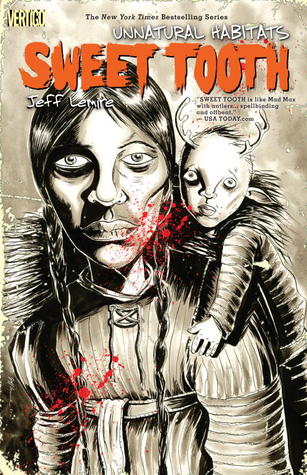 VERTIGO
The New York Times Bestselling Series
UNNATURAL HABITATS
SWEET TOOTH
Jeff Lemire
"SWEET TOOTH is like Mad Max
with antlers... spellbinding
and offbeat."
— USA TODAY.com